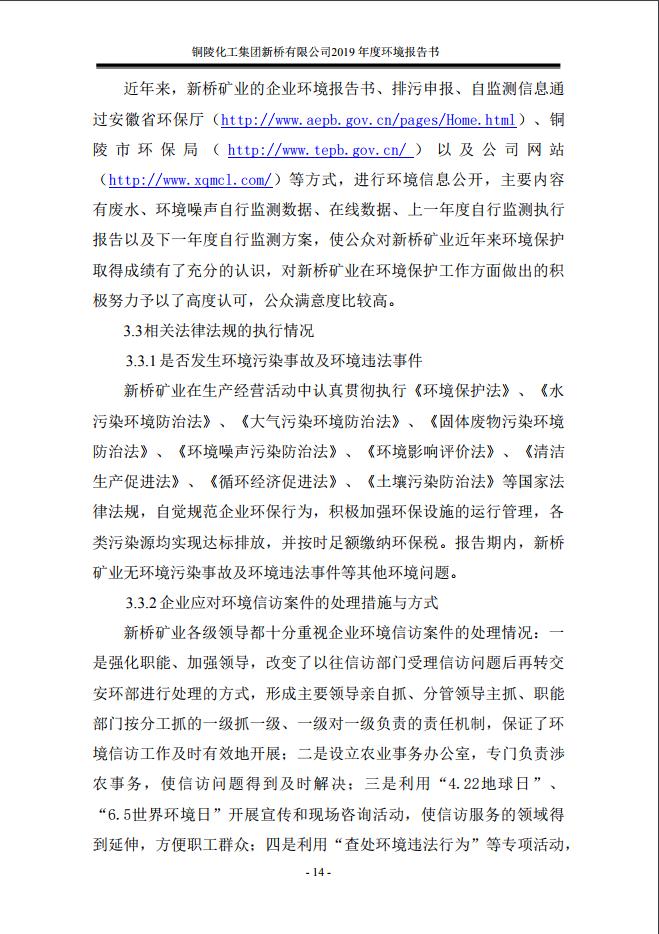 铜陵化工集团新桥有限公司2019 年度环境报告书
近年来，新桥矿业的企业环境报告书、排污申报、自监测信息通
过安徽省环保厅（http://www.aepb.gov.cn/pages/Home.html）、铜
陵市环保局（http://www.tepb.gov.cn/）以及公司网站
（http://www.xqmcl.com/）等方式，进行环境信息公开，主要内容
有废水、环境噪声自行监测数据、在线数据、上一年度自行监测执行
报告以及下一年度自行监测方案，使公众对新桥矿业近年来环境保护
取得成绩有了充分的认识，对新桥矿业在环境保护工作方面做出的积
极努力予以了高度认可，公众满意度比较高。
3.3相关法律法规的执行情况
3.3.1 是否发生环境污染事故及环境违法事件
新桥矿业在生产经营活动中认真贯彻执行《环境保护法》、《水
污染环境防治法》、《大气污染环境防治法》、《固体废物污染环境
防治法》、《环境噪声污染防治法》、《环境影响评价法》、《清洁
生产促进法》、《循环经济促进法》、《土壤污染防治法》等国家法
律法规，自觉规范企业环保行为，积极加强环保设施的运行管理，各
类污染源均实现达标排放，并按时足额缴纳环保税。报告期内，新桥
矿业无环境污染事故及环境违法事件等其他环境问题。
3.3.2 企业应对环境信访案件的处理措施与方式
新桥矿业各级领导都十分重视企业环境信访案件的处理情况：一
是强化职能、加强领导，改变了以往信访部门受理信访问题后再转交
安环部进行处理的方式，形成主要领导亲自抓、分管领导主抓、职能
部门按分工抓的一级抓一级、一级对一级负责的责任机制，保证了环
境信访工作及时有效地开展；二是设立农业事务办公室，专门负责涉
农事务，使信访问题得到及时解决；三是利用“4.22地球日”、
“6.5世界环境日”开展宣传和现场咨询活动，使信访服务的领域得
到延伸，方便职工群众；四是利用“查处环境违法行为”等专项活动，
- 14 -